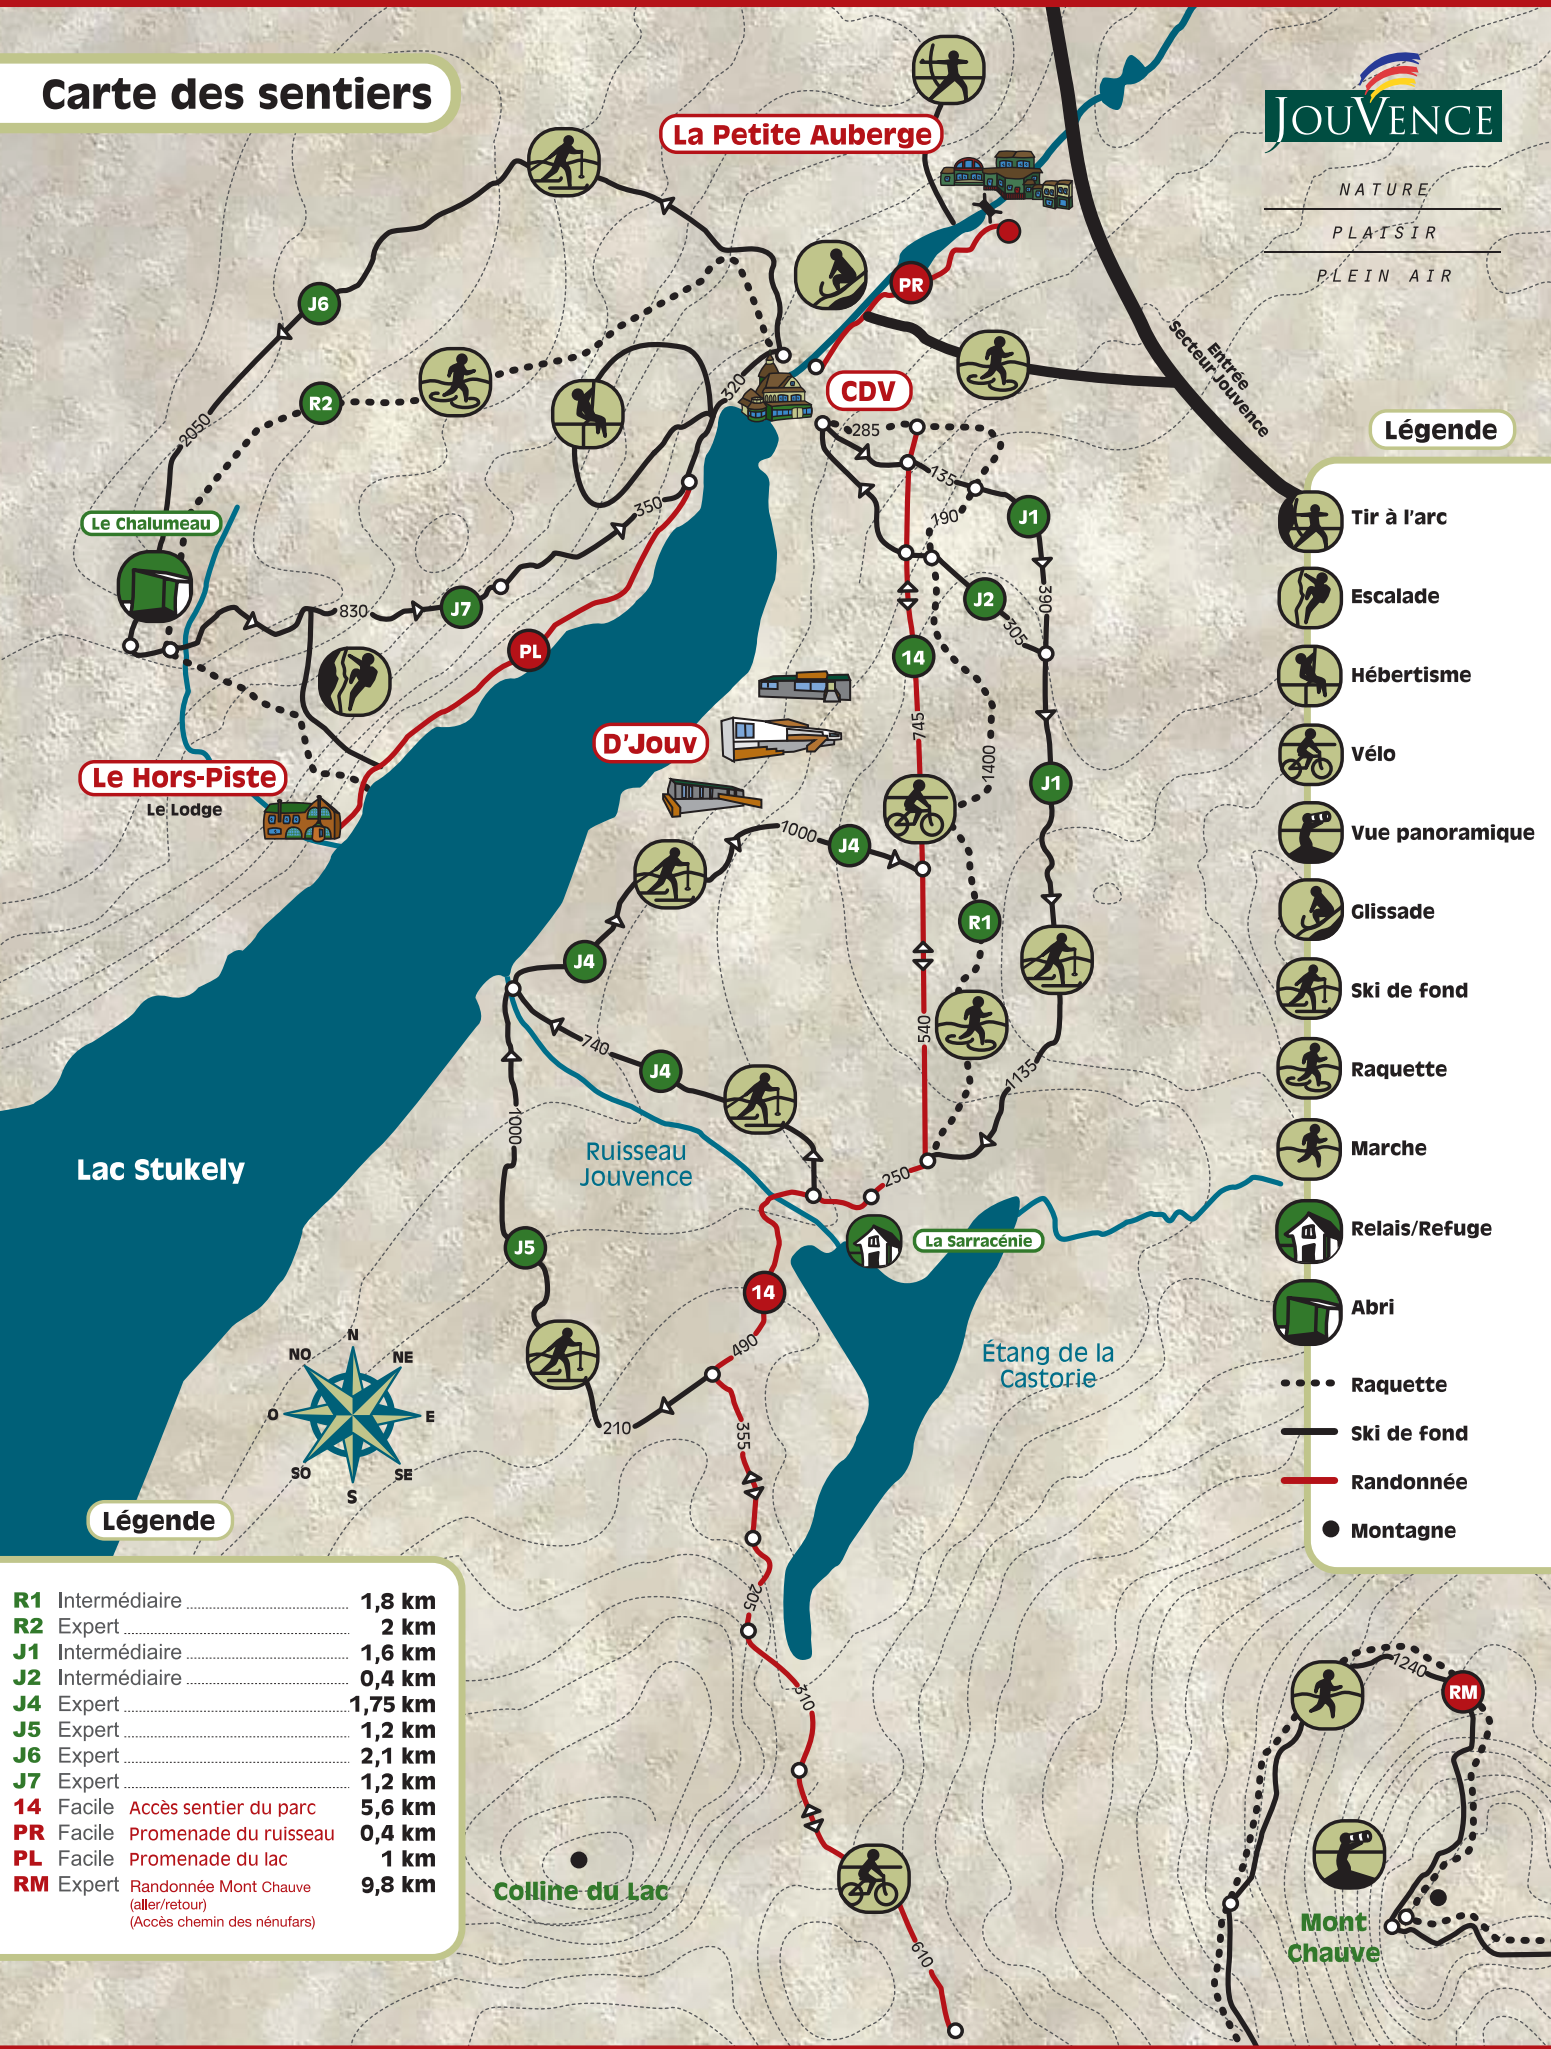 Carte des sentiers
JOUVENCE
NATURE
PLAISIR
PLEIN AIR
La Petite Auberge
PR
J6
Entrée
Secteur Jouvence
R2
320
CDV
2050
285
135
190
J1
350
Le Chalumeau
830
J7
J2
390
305
PL
14
D'Jouv
745
1400
J1
Le Hors-Piste
Le Lodge
1000
J4
R1
J4
540
740
J4
1135
1000
Ruisseau
Jouvence
Lac Stukely
250
La Sarracénie
J5
14
490
Étang de la
Castorie
N
NO
NE
O
E
SO
SE
S
210
355
205
310
610
Colline du Lac
1240
RM
Mont
Chauve
Légende
Tir à l'arc
Escalade
Hébertisme
Vélo
Vue panoramique
Glissade
Ski de fond
Raquette
Marche
Relais/Refuge
Abri
Raquette
Ski de fond
Randonnée
Montagne
Légende
R1 Intermédiaire 1,8 km
R2 Expert 2 km
J1 Intermédiaire 1,6 km
J2 Intermédiaire 0,4 km
J4 Expert 1,75 km
J5 Expert 1,2 km
J6 Expert 2,1 km
J7 Expert 1,2 km
14 Facile Accès sentier du parc 5,6 km
PR Facile Promenade du ruisseau 0,4 km
PL Facile Promenade du lac 1 km
RM Expert Randonnée Mont Chauve 9,8 km
(aller/retour)
(Accès chemin des nénufars)